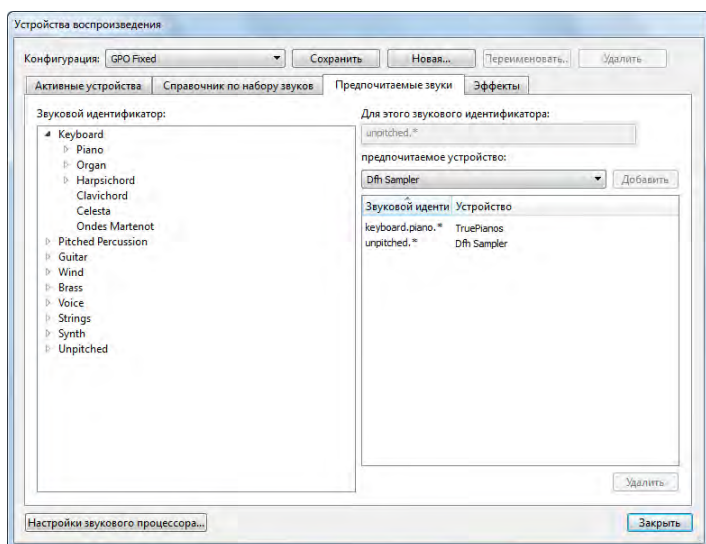 Устройства воспроизведения
Конфигурация: GPO Fixed Сохранить Новая... Переименовать.. Удалить
Активные устройства Справочник по набору звуков Предпочитаемые звуки Эффекты
Звуковой идентификатор:
Keyboard
Piano
Organ
Harpsichord
Clavichord
Celesta
Ondes Martenot
Pitched Percussion
Guitar
Wind
Brass
Voice
Strings
Synth
Unpitched
Для этого звукового идентификатора:
unpitched.*
предпочитаемое устройство:
Dfh Sampler Добавить
Звуковой иденти Устройство
keyboard.piano.* TruePianos
unpitched.* Dfh Sampler
Удалить
Настройки звукового процессора... Закрыть